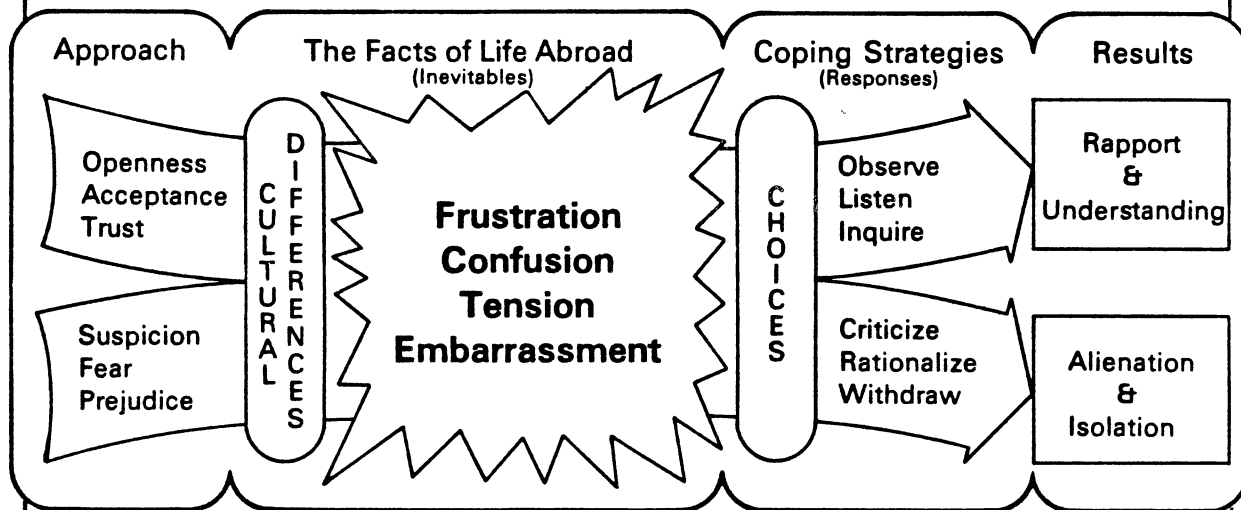 Approach
The Facts of Life Abroad
(Inevitables)
Coping Strategies
(Responses)
Results
Openness
Acceptance
Trust
Suspicion
Fear
Prejudice
CULTURAL
DIFFERENCES
Frustration
Confusion
Tension
Embarrassment
CHOICES
Observe
Listen
Inquire
Criticize
Rationalize
Withdraw
Rapport
&
Understanding
Alienation
&
Isolation